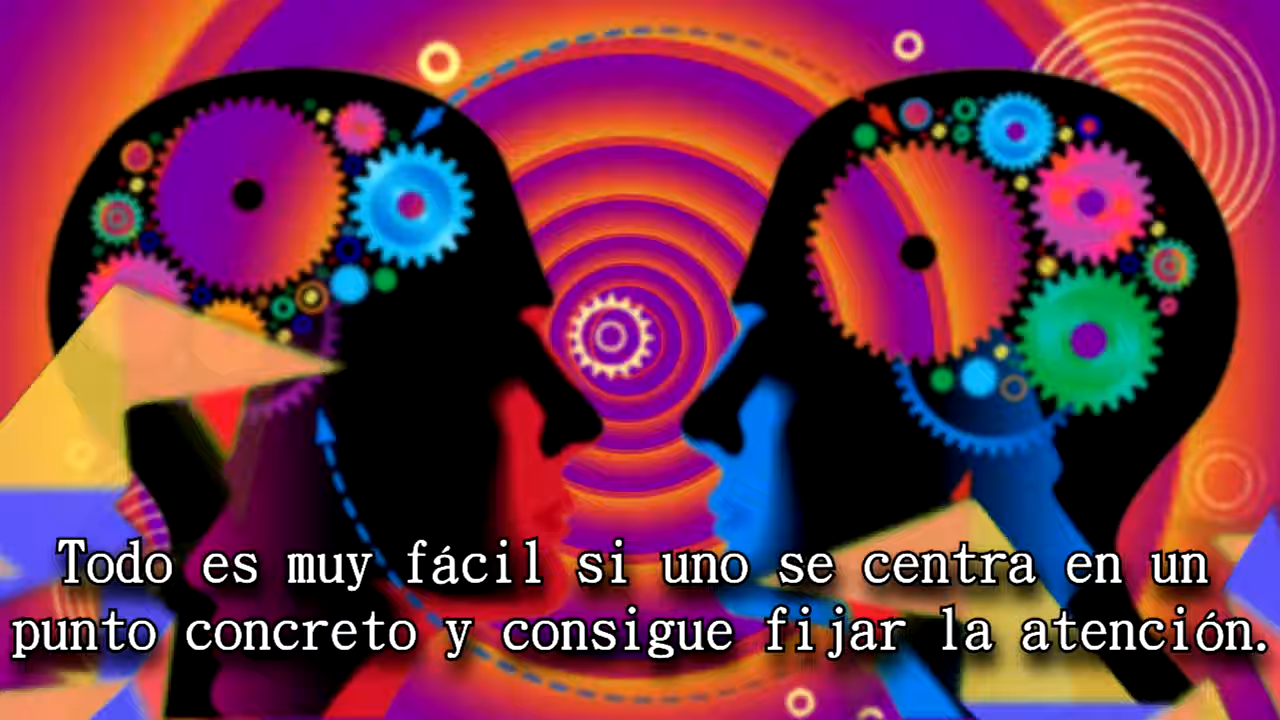 Todo es muy fácil si uno se centra en un
punto concreto y consigue fijar la atención.